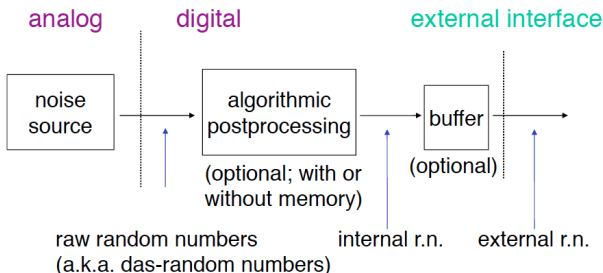 analog
digital
external interface
noise
source
algorithmic
postprocessing
buffer
(optional; with or
without memory)
(optional)
raw random numbers
(a.k.a. das-random numbers)
internal r.n.
external r.n.